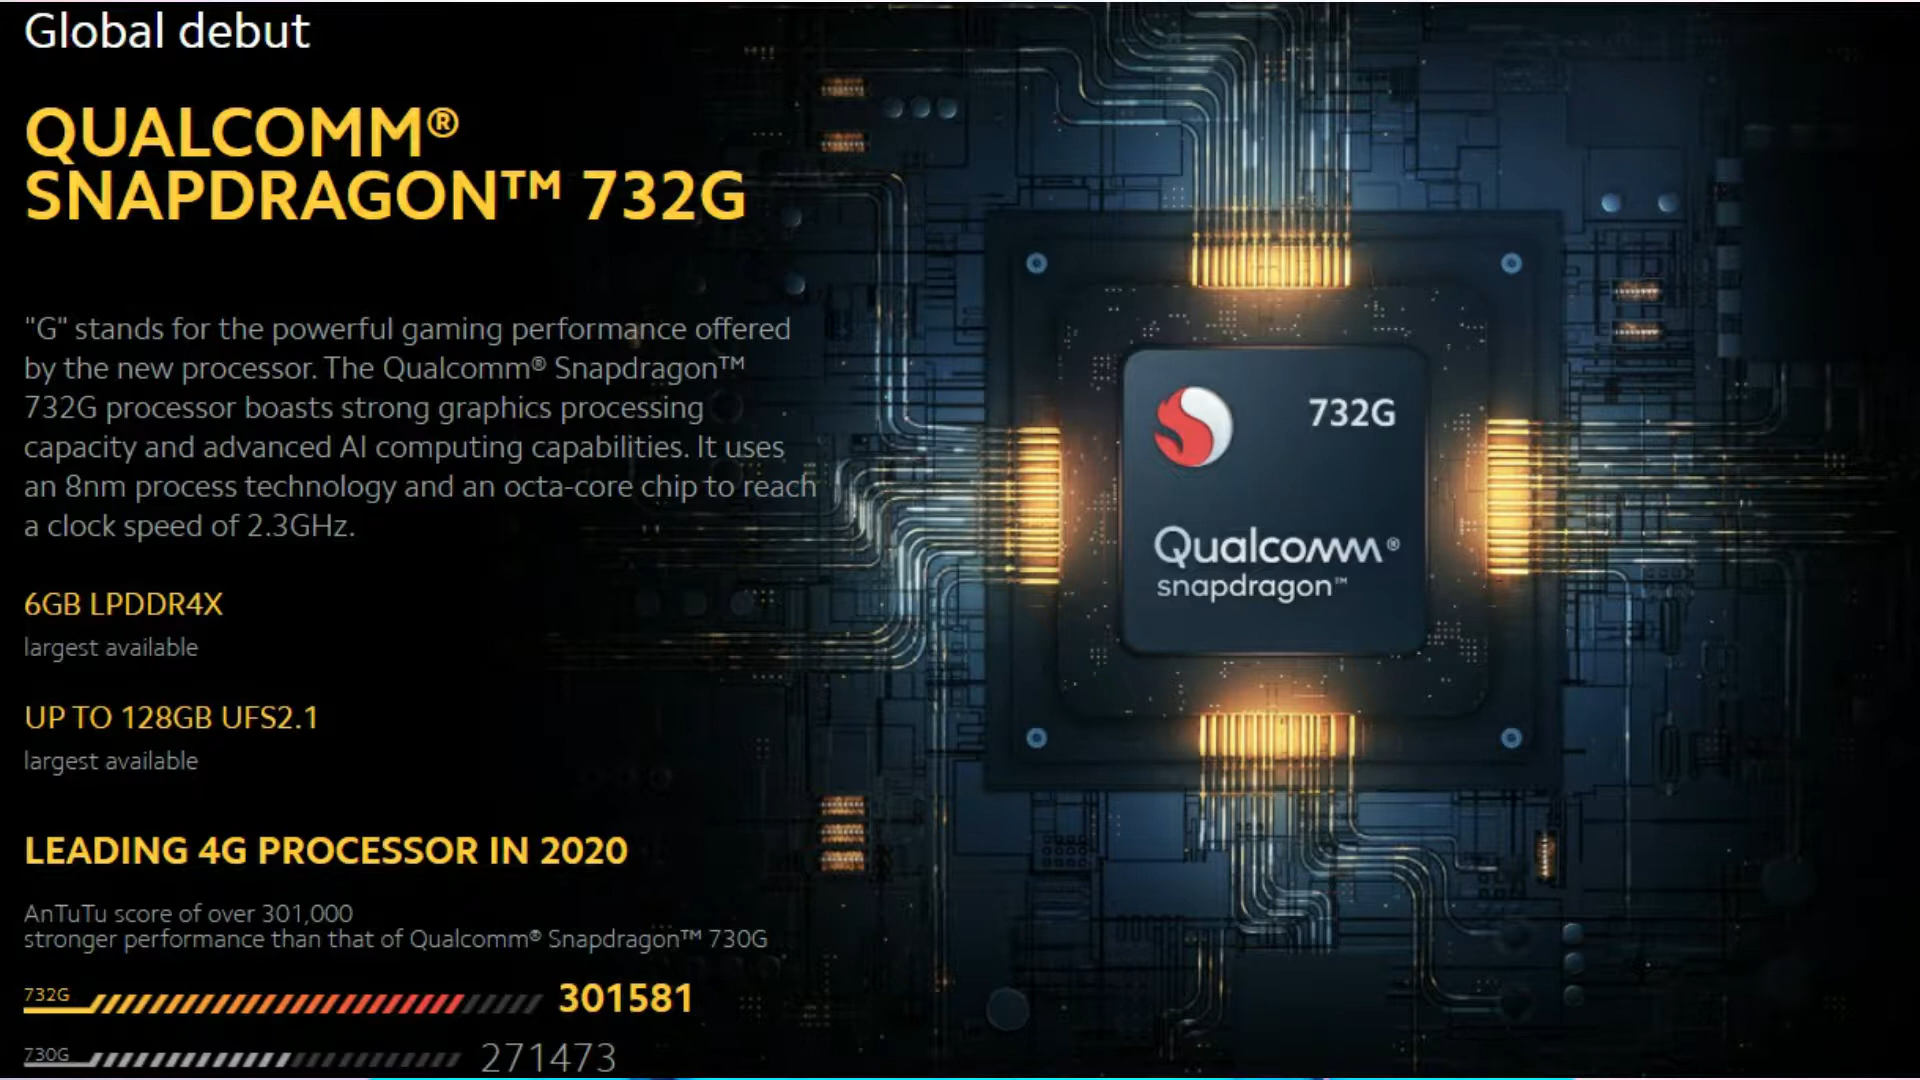 Global debut
QUALCOMM®
SNAPDRAGON™ 732G
"G" stands for the powerful gaming performance offered
by the new processor. The Qualcomm® Snapdragon™
732G processor boasts strong graphics processing
capacity and advanced AI computing capabilities. It uses
an 8nm process technology and an octa-core chip to reach
a clock speed of 2.3GHz.
6GB LPDDR4X
largest available
UP TO 128GB UFS2.1
largest available
LEADING 4G PROCESSOR IN 2020
AnTuTu score of over 301,000
stronger performance than that of Qualcomm® Snapdragon™ 730G
732G 301581
730G 271473
732G
Qualcomm®
snapdragon™